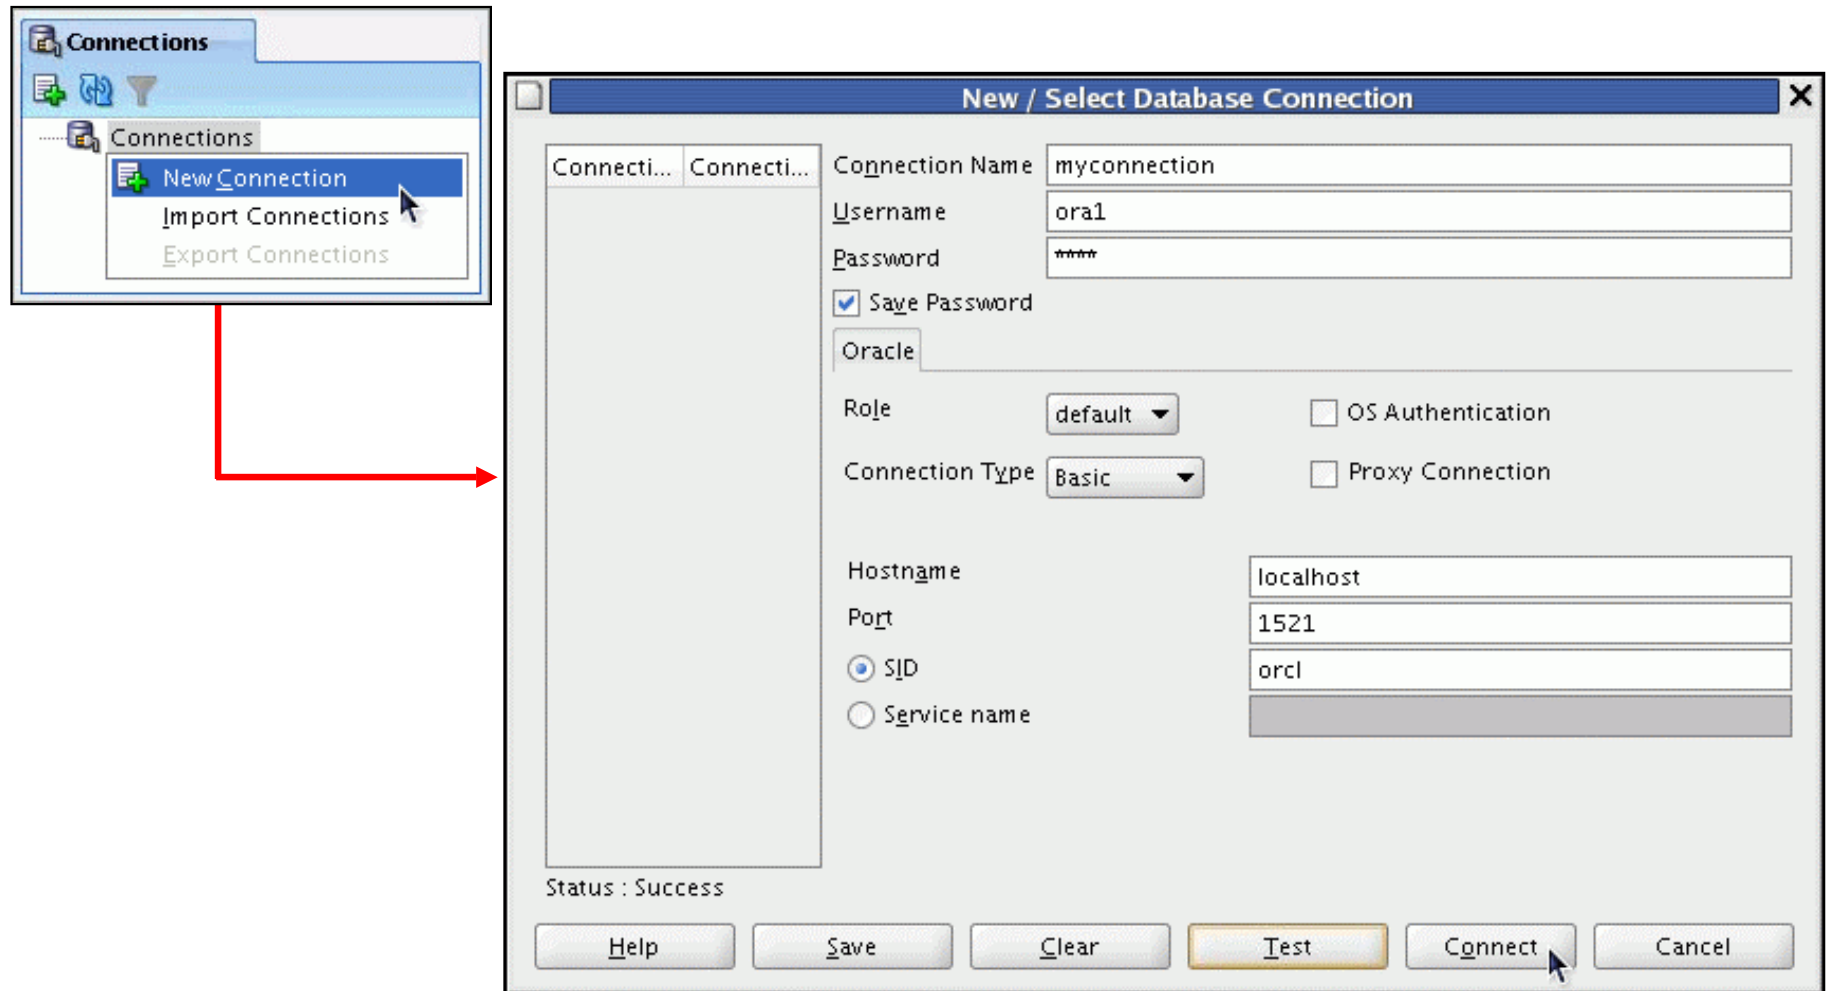 Connections
Connections
New Connection
Import Connections
Export Connections
New / Select Database Connection
Connecti... Connecti...
Connection Name myconnection
Username ora1
Password ****
Save Password
Oracle
Role default OS Authentication
Connection Type Basic Proxy Connection
Hostname localhost
Port 1521
SID orcl
Service name
Status : Success
Help Save Clear Test Connect Cancel